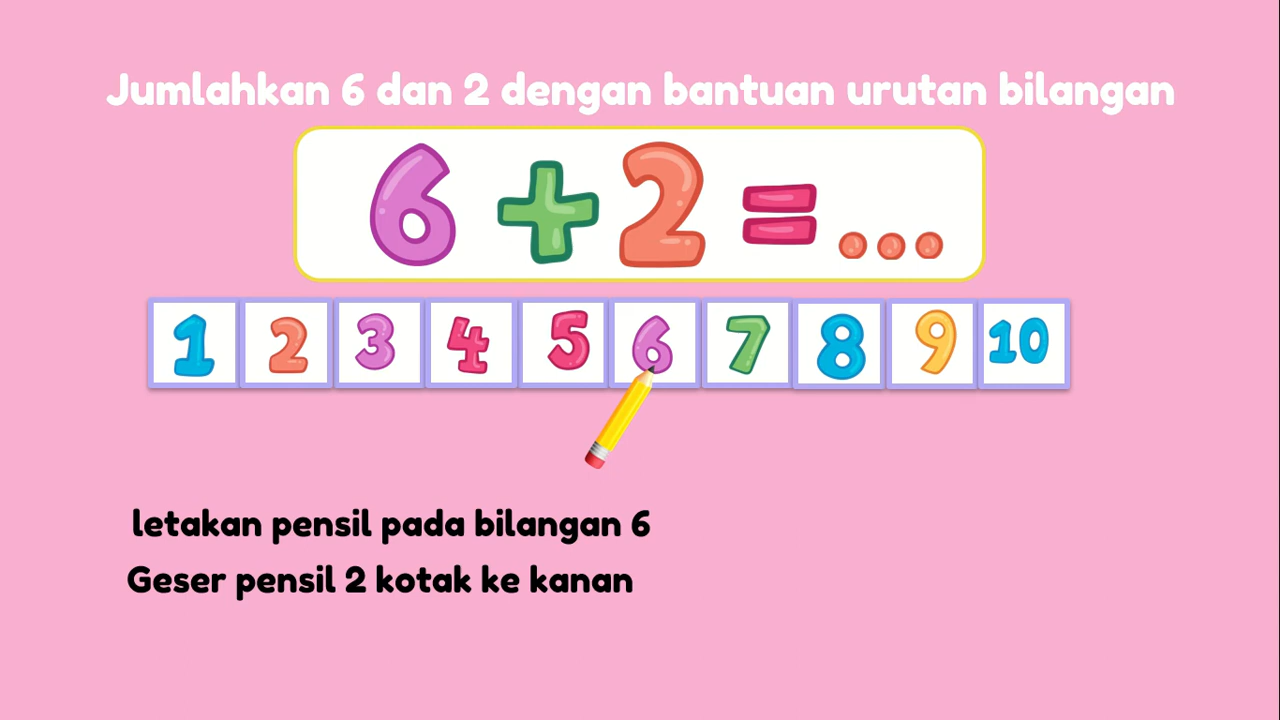 Jumlahkan 6 dan 2 dengan bantuan urutan bilangan
6 + 2 = ...
1 2 3 4 5 6 7 8 9 10
letakan pensil pada bilangan 6
Geser pensil 2 kotak ke kanan